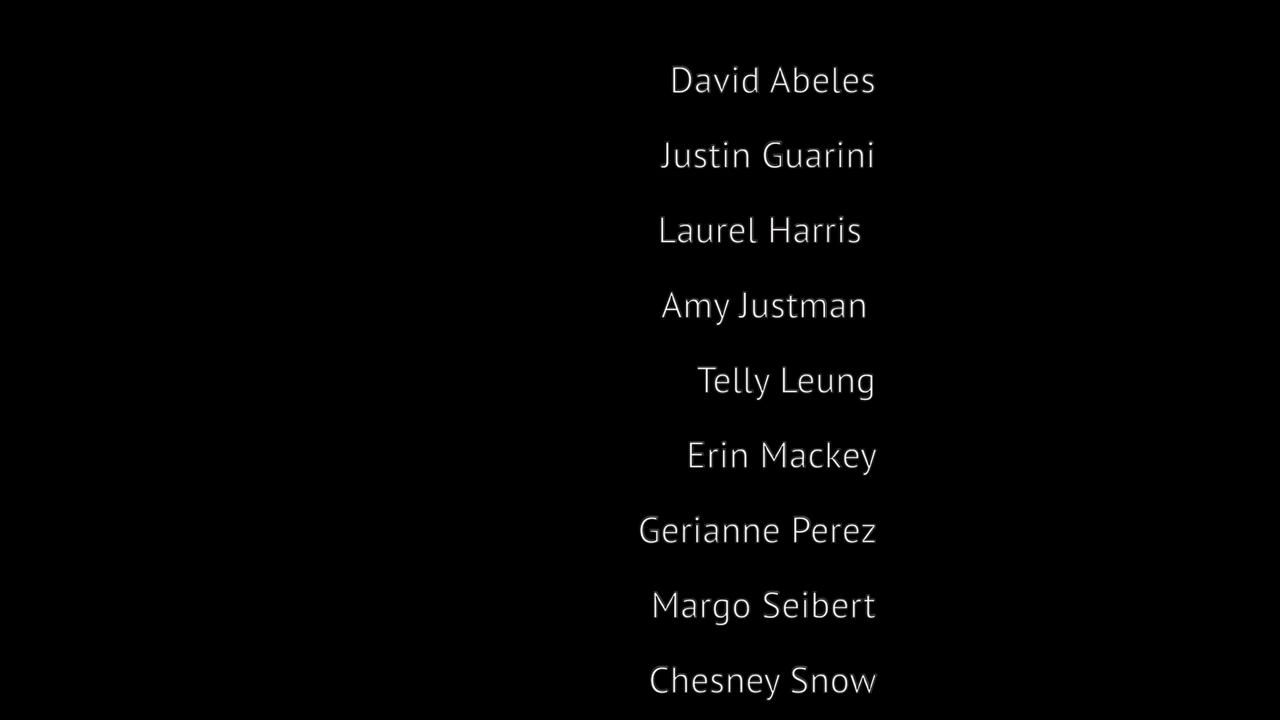 David Abeles
Justin Guarini
Laurel Harris
Amy Justman
Telly Leung
Erin Mackey
Gerianne Perez
Margo Seibert
Chesney Snow